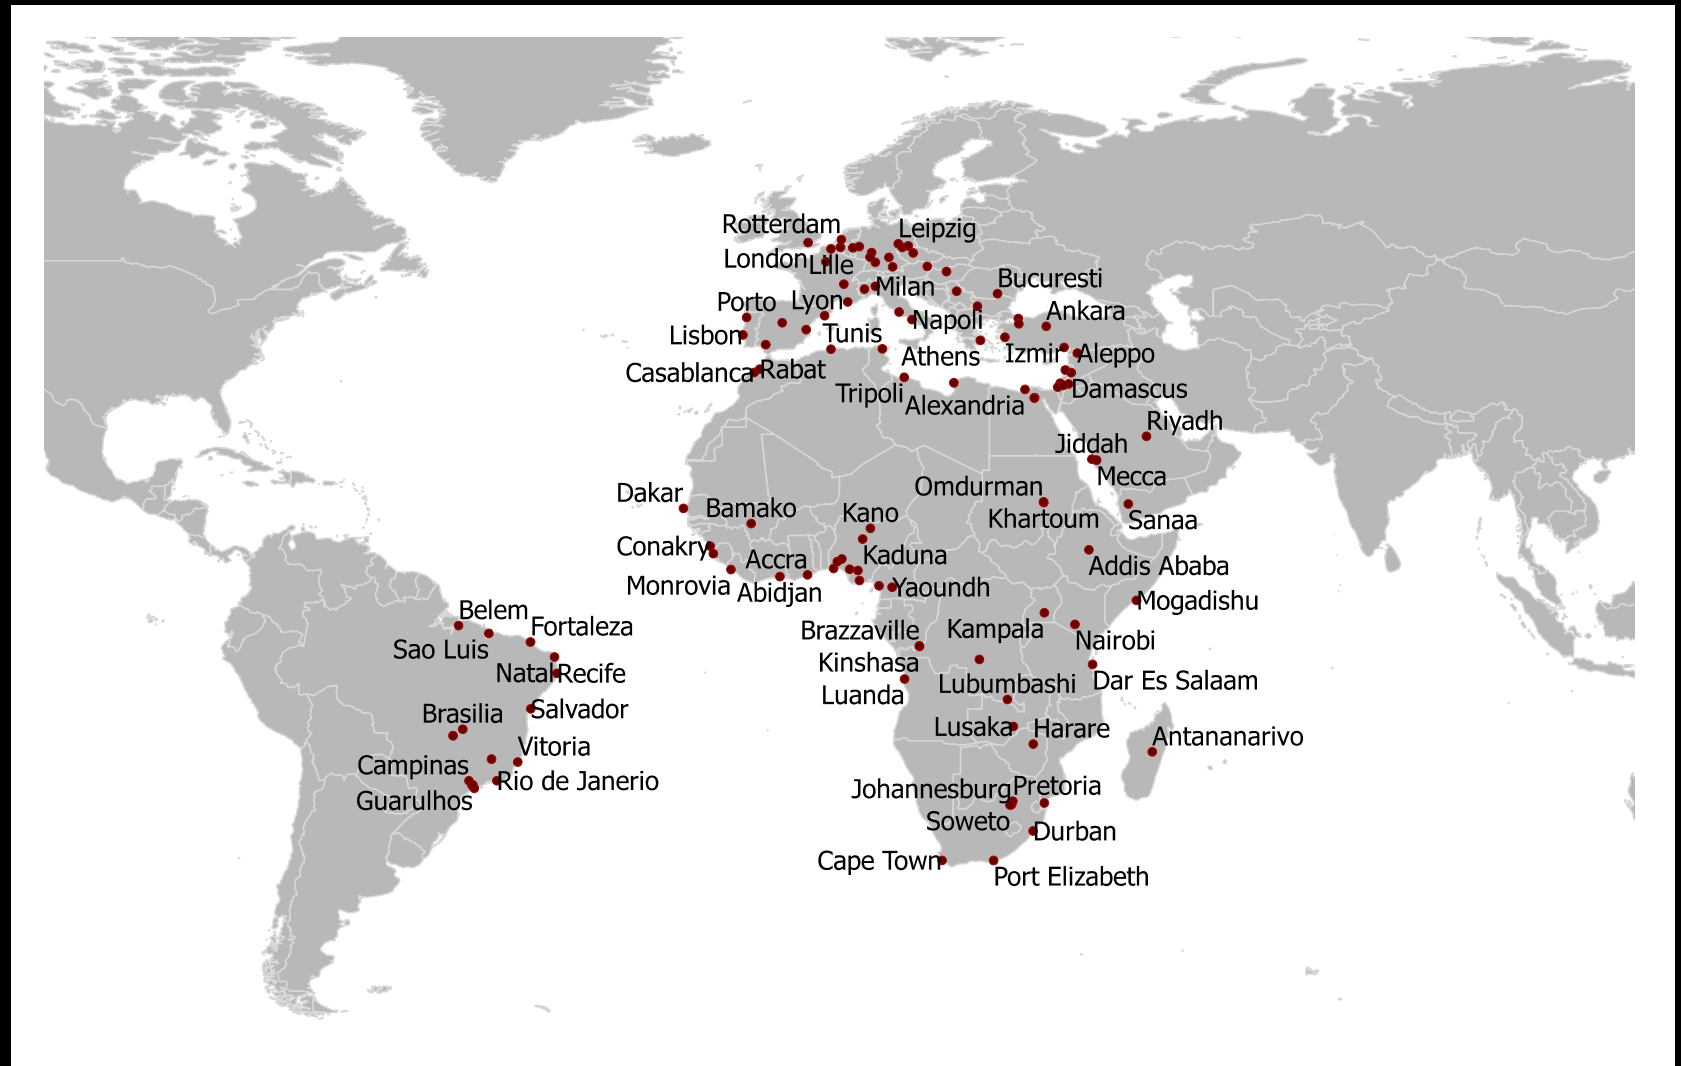 Rotterdam
Leipzig
London
Lille
Bucuresti
Milan
Porto
Lyon
Ankara
Napoli
Lisbon
Tunis
Athens
Izmir
Aleppo
Casablanca
Rabat
Tripoli
Alexandria
Damascus
Riyadh
Jiddah
Mecca
Omdurman
Dakar
Bamako
Kano
Khartoum
Sanaa
Conakry
Accra
Kaduna
Addis Ababa
Monrovia
Abidjan
Yaoundh
Mogadishu
Belem
Fortaleza
Brazzaville
Kampala
Nairobi
Sao Luis
Kinshasa
Natal
Recife
Luanda
Lubumbashi
Dar Es Salaam
Brasilia
Salvador
Lusaka
Harare
Antananarivo
Vitoria
Campinas
Rio de Janerio
Johannesburg
Pretoria
Guarulhos
Soweto
Durban
Cape Town
Port Elizabeth